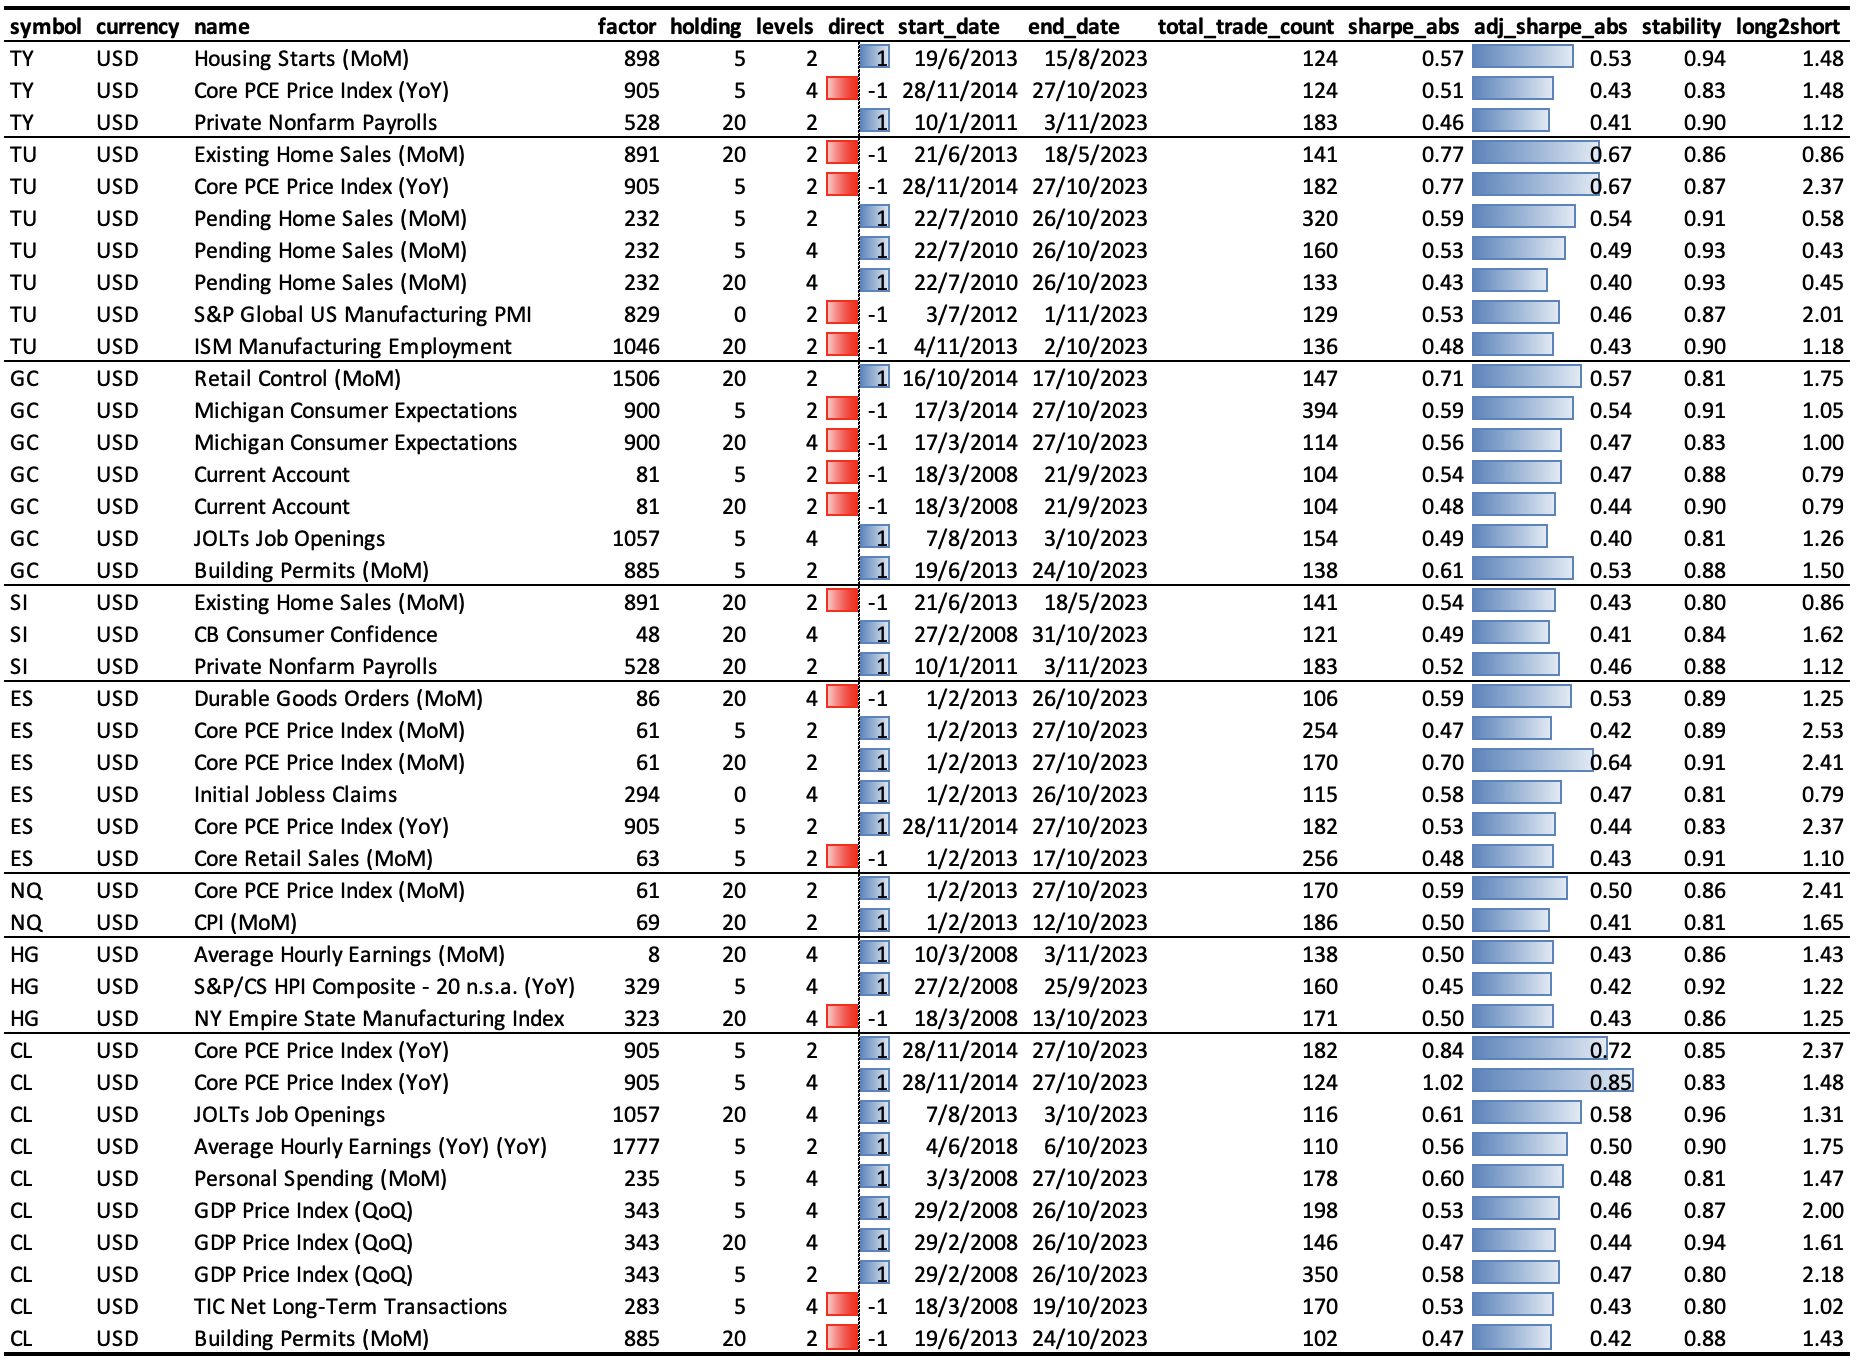 symbol currency name factor holding levels direct start_date end_date total_trade_count sharpe_abs adj_sharpe_abs stability long2short
TY USD Housing Starts (MoM) 898 5 2 1 19/6/2013 15/8/2023 124 0.57 0.53 0.94 1.48
TY USD Core PCE Price Index (YoY) 905 5 4 -1 28/11/2014 27/10/2023 124 0.51 0.43 0.83 1.48
TY USD Private Nonfarm Payrolls 528 20 2 1 10/1/2011 3/11/2023 183 0.46 0.41 0.90 1.12
TU USD Existing Home Sales (MoM) 891 20 2 -1 21/6/2013 18/5/2023 141 0.77 0.67 0.86 0.86
TU USD Core PCE Price Index (YoY) 905 5 2 -1 28/11/2014 27/10/2023 182 0.77 0.67 0.87 2.37
TU USD Pending Home Sales (MoM) 232 5 2 1 22/7/2010 26/10/2023 320 0.59 0.54 0.91 0.58
TU USD Pending Home Sales (MoM) 232 5 4 1 22/7/2010 26/10/2023 160 0.53 0.49 0.93 0.43
TU USD Pending Home Sales (MoM) 232 20 4 1 22/7/2010 26/10/2023 133 0.43 0.40 0.93 0.45
TU USD S&P Global US Manufacturing PMI 829 0 2 -1 3/7/2012 1/11/2023 129 0.53 0.46 0.87 2.01
TU USD ISM Manufacturing Employment 1046 20 2 -1 4/11/2013 2/10/2023 136 0.48 0.43 0.90 1.18
GC USD Retail Control (MoM) 1506 20 2 1 16/10/2014 17/10/2023 147 0.71 0.57 0.81 1.75
GC USD Michigan Consumer Expectations 900 5 2 -1 17/3/2014 27/10/2023 394 0.59 0.54 0.91 1.05
GC USD Michigan Consumer Expectations 900 20 4 -1 17/3/2014 27/10/2023 114 0.56 0.47 0.83 1.00
GC USD Current Account 81 5 2 -1 18/3/2008 21/9/2023 104 0.54 0.47 0.88 0.79
GC USD Current Account 81 20 2 -1 18/3/2008 21/9/2023 104 0.48 0.44 0.90 0.79
GC USD JOLTs Job Openings 1057 5 4 1 7/8/2013 3/10/2023 154 0.49 0.40 0.81 1.26
GC USD Building Permits (MoM) 885 5 2 1 19/6/2013 24/10/2023 138 0.61 0.53 0.88 1.50
SI USD Existing Home Sales (MoM) 891 20 2 -1 21/6/2013 18/5/2023 141 0.54 0.43 0.80 0.86
SI USD CB Consumer Confidence 48 20 4 1 27/2/2008 31/10/2023 121 0.49 0.41 0.84 1.62
SI USD Private Nonfarm Payrolls 528 20 2 1 10/1/2011 3/11/2023 183 0.52 0.46 0.88 1.12
ES USD Durable Goods Orders (MoM) 86 20 4 -1 1/2/2013 26/10/2023 106 0.59 0.53 0.89 1.25
ES USD Core PCE Price Index (MoM) 61 5 2 1 1/2/2013 27/10/2023 254 0.47 0.42 0.89 2.53
ES USD Core PCE Price Index (MoM) 61 20 2 1 1/2/2013 27/10/2023 170 0.70 0.64 0.91 2.41
ES USD Initial Jobless Claims 294 0 4 1 1/2/2013 26/10/2023 115 0.58 0.47 0.81 0.79
ES USD Core PCE Price Index (YoY) 905 5 2 1 28/11/2014 27/10/2023 182 0.53 0.44 0.83 2.37
ES USD Core Retail Sales (MoM) 63 5 2 -1 1/2/2013 17/10/2023 256 0.48 0.43 0.91 1.10
NQ USD Core PCE Price Index (MoM) 61 20 2 1 1/2/2013 27/10/2023 170 0.59 0.50 0.86 2.41
NQ USD CPI (MoM) 69 20 2 1 1/2/2013 12/10/2023 186 0.50 0.41 0.81 1.65
HG USD Average Hourly Earnings (MoM) 8 20 4 1 10/3/2008 3/11/2023 138 0.50 0.43 0.86 1.43
HG USD S&P/CS HPI Composite - 20 n.s.a. (YoY) 329 5 4 1 27/2/2008 25/9/2023 160 0.45 0.42 0.92 1.22
HG USD NY Empire State Manufacturing Index 323 20 4 -1 18/3/2008 13/10/2023 171 0.50 0.43 0.86 1.25
CL USD Core PCE Price Index (YoY) 905 5 2 1 28/11/2014 27/10/2023 182 0.84 0.72 0.85 2.37
CL USD Core PCE Price Index (YoY) 905 5 4 1 28/11/2014 27/10/2023 124 1.02 0.85 0.83 1.48
CL USD JOLTs Job Openings 1057 20 4 1 7/8/2013 3/10/2023 116 0.61 0.58 0.96 1.31
CL USD Average Hourly Earnings (YoY) (YoY) 1777 5 2 1 4/6/2018 6/10/2023 110 0.56 0.50 0.90 1.75
CL USD Personal Spending (MoM) 235 5 4 1 3/3/2008 27/10/2023 178 0.60 0.48 0.81 1.47
CL USD GDP Price Index (QoQ) 343 5 4 1 29/2/2008 26/10/2023 198 0.53 0.46 0.87 2.00
CL USD GDP Price Index (QoQ) 343 20 4 1 29/2/2008 26/10/2023 146 0.47 0.44 0.94 1.61
CL USD GDP Price Index (QoQ) 343 5 2 1 29/2/2008 26/10/2023 350 0.58 0.47 0.80 2.18
CL USD TIC Net Long-Term Transactions 283 5 4 -1 18/3/2008 19/10/2023 170 0.53 0.43 0.80 1.02
CL USD Building Permits (MoM) 885 20 2 -1 19/6/2013 24/10/2023 102 0.47 0.42 0.88 1.43